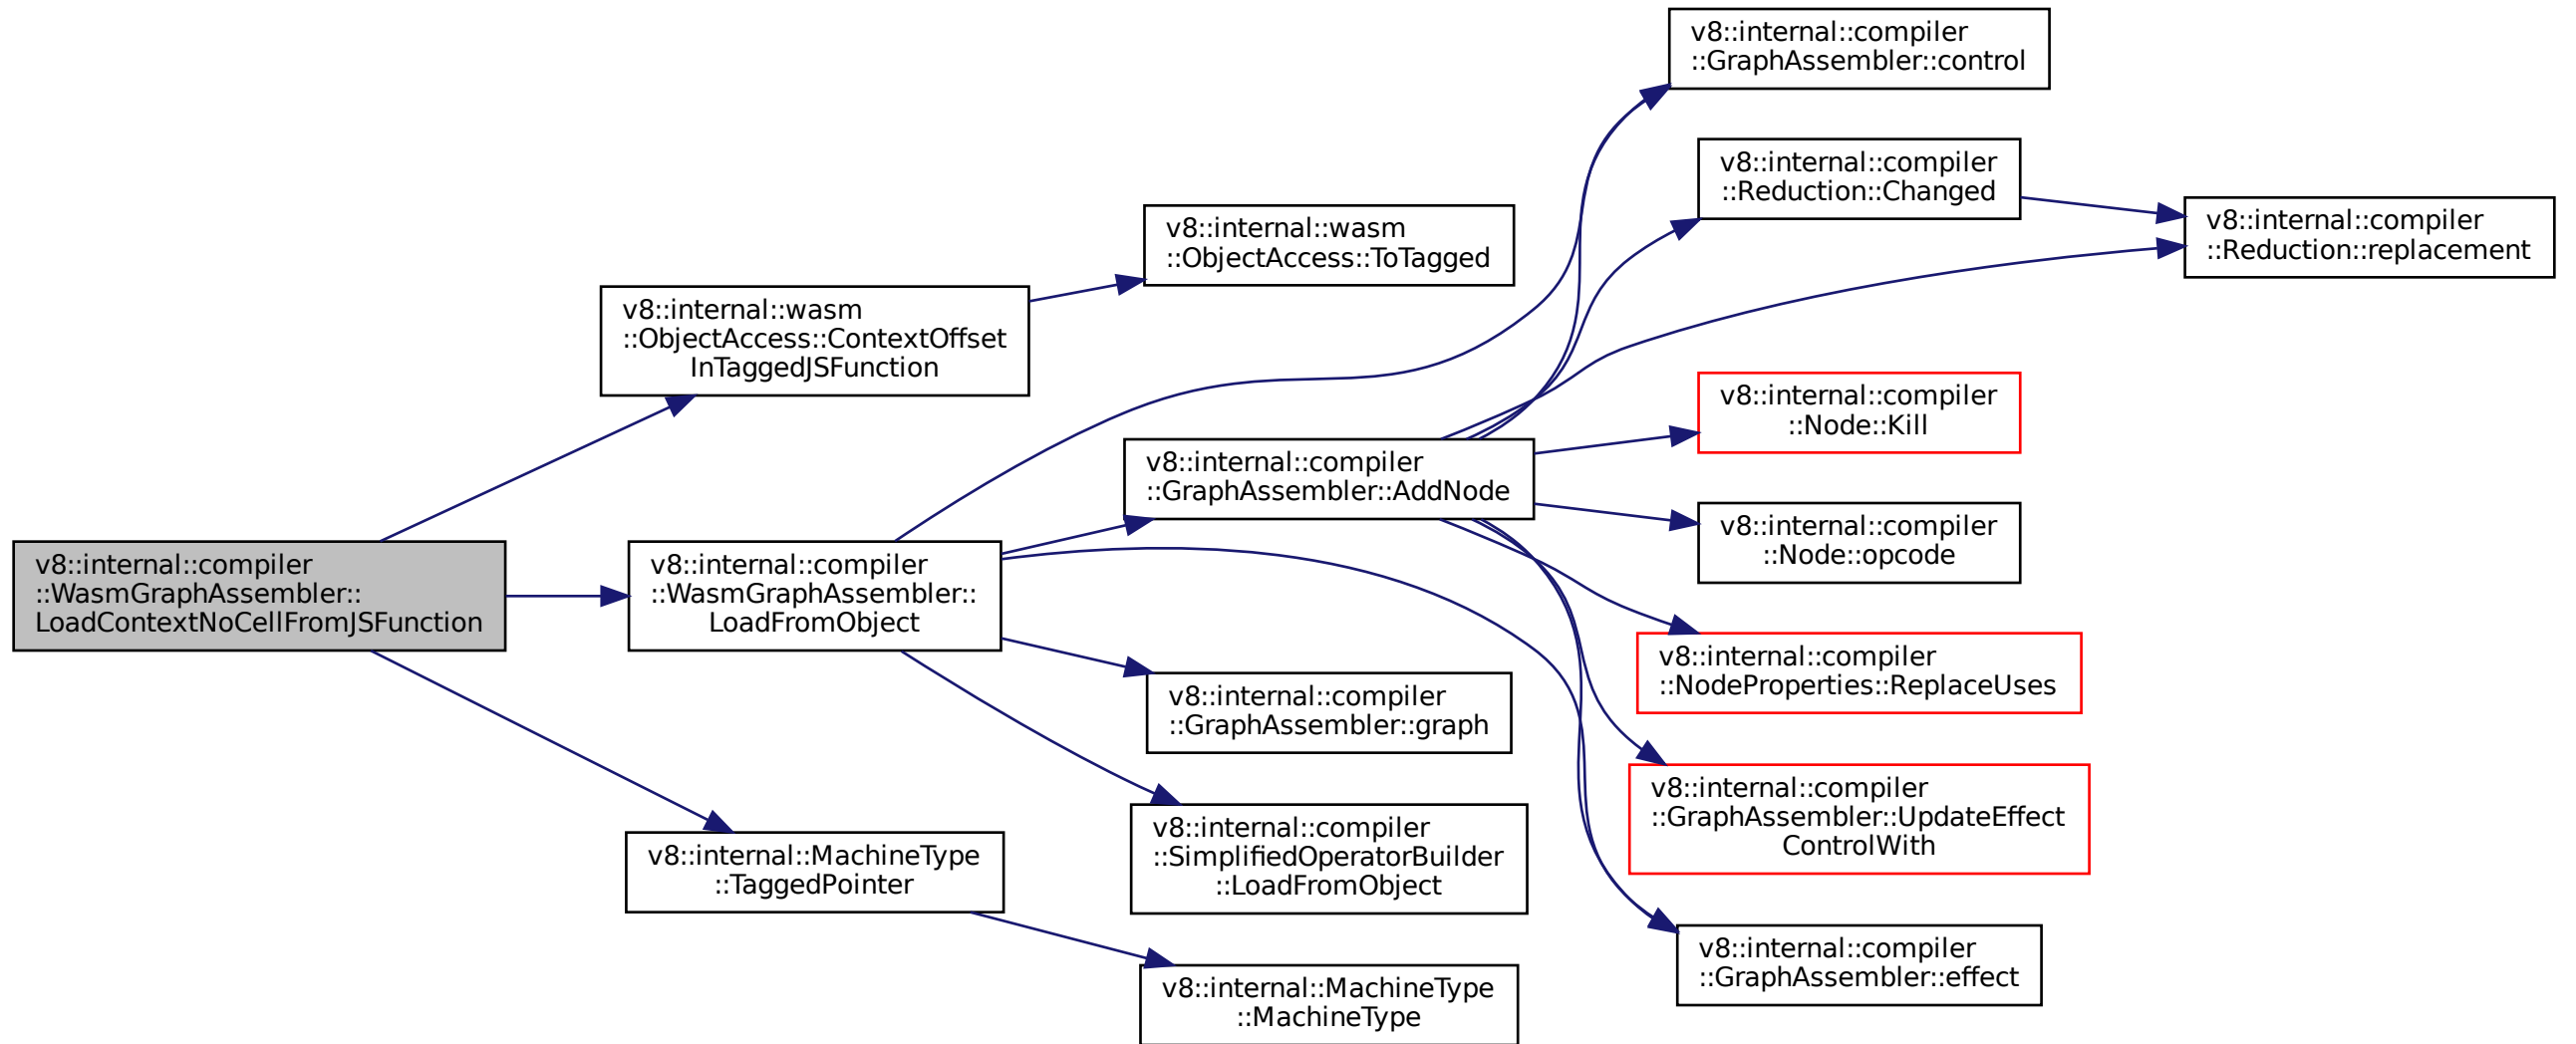 v8::internal::compiler
::WasmGraphAssembler::
LoadContextNoCellFromJSFunction
v8::internal::wasm
::ObjectAccess::ContextOffset
InTaggedJSFunction
v8::internal::compiler
::WasmGraphAssembler::
LoadFromObject
v8::internal::MachineType
::TaggedPointer
v8::internal::wasm
::ObjectAccess::ToTagged
v8::internal::compiler
::GraphAssembler::AddNode
v8::internal::compiler
::GraphAssembler::graph
v8::internal::compiler
::SimplifiedOperatorBuilder
::LoadFromObject
v8::internal::MachineType
::MachineType
v8::internal::compiler
::GraphAssembler::control
v8::internal::compiler
::Reduction::Changed
v8::internal::compiler
::Node::Kill
v8::internal::compiler
::Node::opcode
v8::internal::compiler
::NodeProperties::ReplaceUses
v8::internal::compiler
::GraphAssembler::UpdateEffect
ControlWith
v8::internal::compiler
::GraphAssembler::effect
v8::internal::compiler
::Reduction::replacement